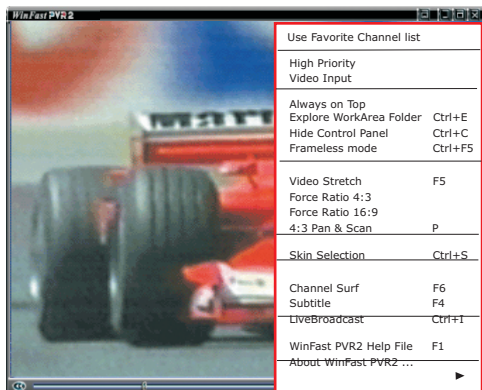 WinFast PVR2
Use Favorite Channel list
High Priority
Video Input
Always on Top
Explore WorkArea Folder Ctrl+E
Hide Control Panel Ctrl+C
Frameless mode Ctrl+F5
Video Stretch F5
Force Ratio 4:3
Force Ratio 16:9
4:3 Pan & Scan P
Skin Selection Ctrl+S
Channel Surf F6
Subtitle F4
LiveBroadcast Ctrl+I
WinFast PVR2 Help File F1
About WinFast PVR2 ...